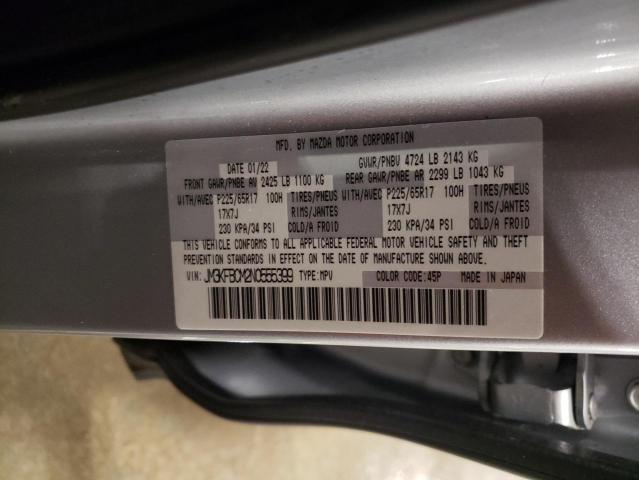 MFD. BY MAZDA MOTOR CORPORATION
DATE 01/22 GVWR/PNBV 4724 LB 2143 KG
FRONT GAWR/PNBE AV 2425 LB 1100 KG REAR GAWR/PNBE AR 2299 LB 1043 KG
WITH/AVEC P225/65R17 100H TIRES/PNEUS WITH/AVEC P225/65R17 100H TIRES/PNEUS
17X7J RIMS/JANTES 17X7J RIMS/JANTES
230 KPA/34 PSI COLD/A FROID 230 KPA/34 PSI COLD/A FROID
THIS VEHICLE CONFORMS TO ALL APPLICABLE FEDERAL MOTOR VEHICLE SAFETY AND THEFT
PREVENTION STANDARDS IN EFFECT ON THE DATE OF MANUFACTURE SHOWN ABOVE.
VIN: JM3KFBCM2N0555399 TYPE:MPV COLOR CODE:45P MADE IN JAPAN